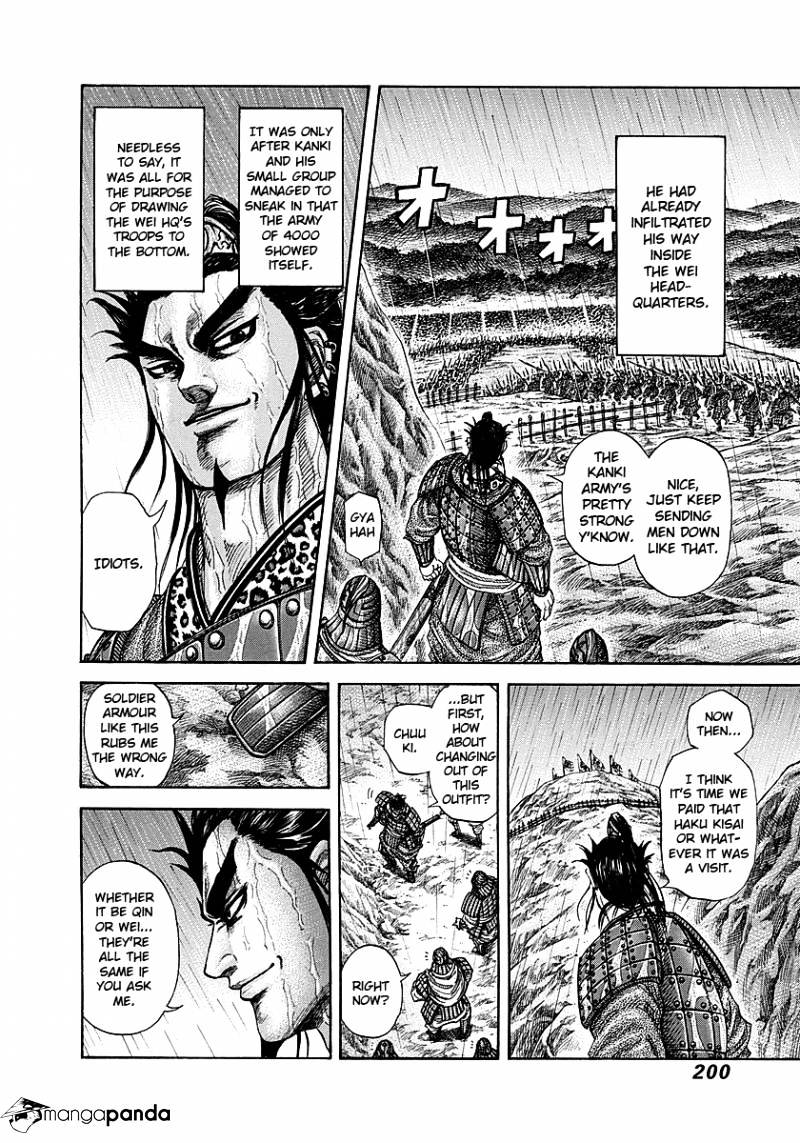 HE HAD
ALREADY
INFILTRATED
HIS WAY
INSIDE
THE WEI
HEAD-
QUARTERS.
オ
オ
オ
オ
NICE,
JUST KEEP
SENDING
MEN DOWN
LIKE THAT.
THE
KANKI
ARMY'S
PRETTY
STRONG
Y'KNOW.
GYA
HAH
IT WAS ONLY
AFTER KANKI
AND HIS
SMALL GROUP
MANAGED TO
SNEAK IN THAT
THE ARMY
OF 4000
SHOWED
ITSELF.
NEEDLESS
TO SAY, IT
WAS ALL FOR
THE PURPOSE
OF DRAWING
THE WEI HQ'S
TROOPS TO
THE BOTTOM.
IDIOTS.
NOW
THEN...
I THINK
IT'S TIME WE
PAID THAT
HAKU KISAI
OR WHAT-
EVER IT WAS
A VISIT.
...BUT
FIRST,
HOW
ABOUT
CHANGING
OUT OF
THIS
OUTFIT?
CHUU
KI.
RIGHT
NOW?
SOLDIER
ARMOUR
LIKE THIS
RUBS ME
THE WRONG
WAY.
WHETHER
IT BE QIN
OR WEI...
THEY'RE
ALL THE
SAME IF
YOU ASK
ME.
200
mangapanda